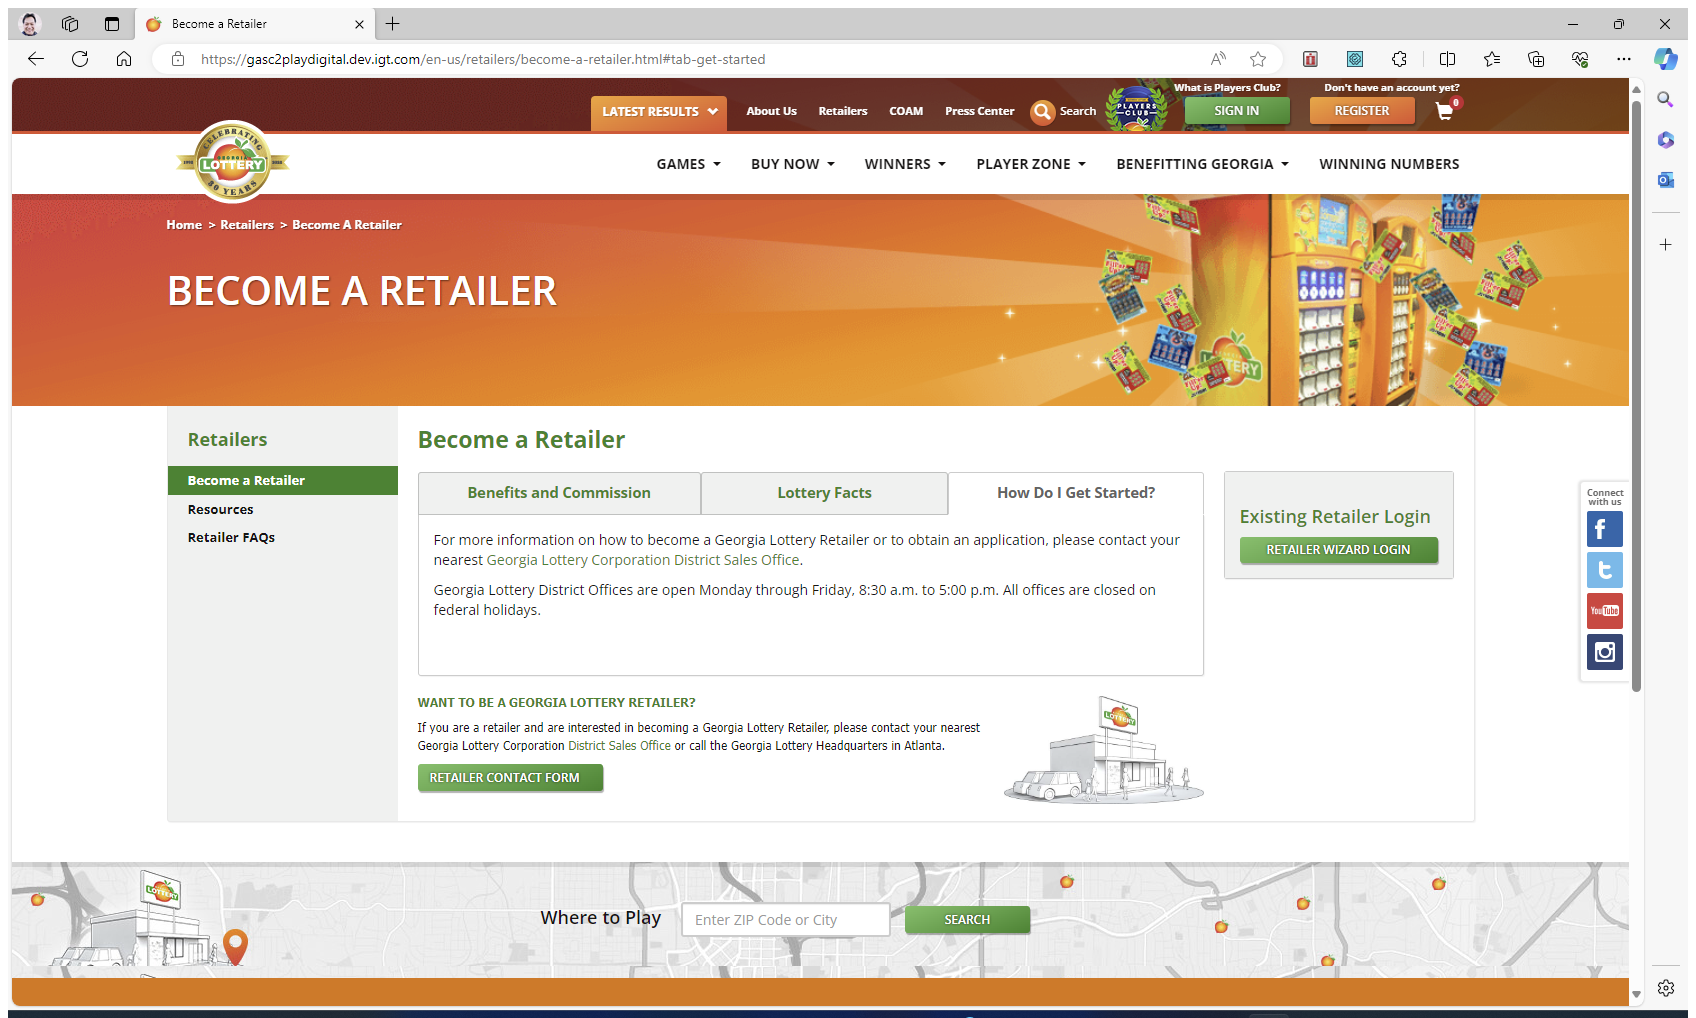 Become a Retailer
https://gasc2playdigital.dev.igt.com/en-us/retailers/become-a-retailer.html#tab-get-started
What is Players Club? Don't have an account yet?
LATEST RESULTS About Us Retailers COAM Press Center Search PLAYERS CLUB SIGN IN REGISTER 0
CELEBRATING
GEORGIA
LOTTERY
30 YEARS
GAMES BUY NOW WINNERS PLAYER ZONE BENEFITTING GEORGIA WINNING NUMBERS
Home > Retailers > Become A Retailer
BECOME A RETAILER
LOTTERY
Retailers
Become a Retailer
Resources
Retailer FAQs
Become a Retailer
Benefits and Commission Lottery Facts How Do I Get Started?
For more information on how to become a Georgia Lottery Retailer or to obtain an application, please contact your
nearest Georgia Lottery Corporation District Sales Office.
Georgia Lottery District Offices are open Monday through Friday, 8:30 a.m. to 5:00 p.m. All offices are closed on
federal holidays.
Existing Retailer Login
RETAILER WIZARD LOGIN
Connect
with us
YouTube
WANT TO BE A GEORGIA LOTTERY RETAILER?
If you are a retailer and are interested in becoming a Georgia Lottery Retailer, please contact your nearest
Georgia Lottery Corporation District Sales Office or call the Georgia Lottery Headquarters in Atlanta.
RETAILER CONTACT FORM
LOTTERY
LOTTERY
Where to Play Enter ZIP Code or City SEARCH